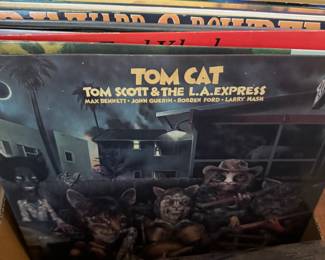 TOM CAT
TOM SCOTT & THE L.A. EXPRESS
MAX BENNETT • JOHN GUERIN • ROBBEN FORD • LARRY NASH